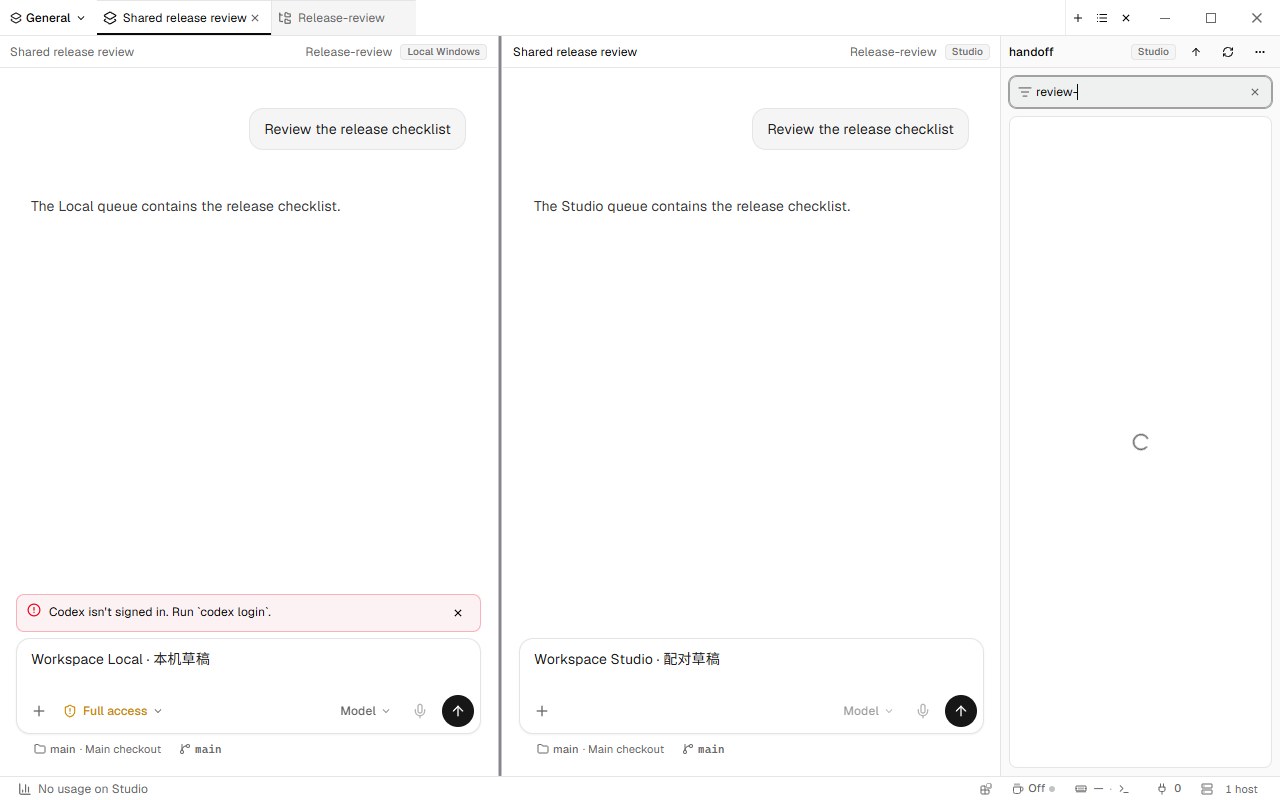 General
Shared release review
Release-review
Shared release review
Release-review
Local Windows
Review the release checklist
The Local queue contains the release checklist.
Codex isn't signed in. Run `codex login`.
Workspace Local · 本机草稿
Full access
Model
main · Main checkout
main
Shared release review
Release-review
Studio
Review the release checklist
The Studio queue contains the release checklist.
Workspace Studio · 配对草稿
Model
main · Main checkout
main
handoff
Studio
review-
No usage on Studio
Off
— ·
0
1 host